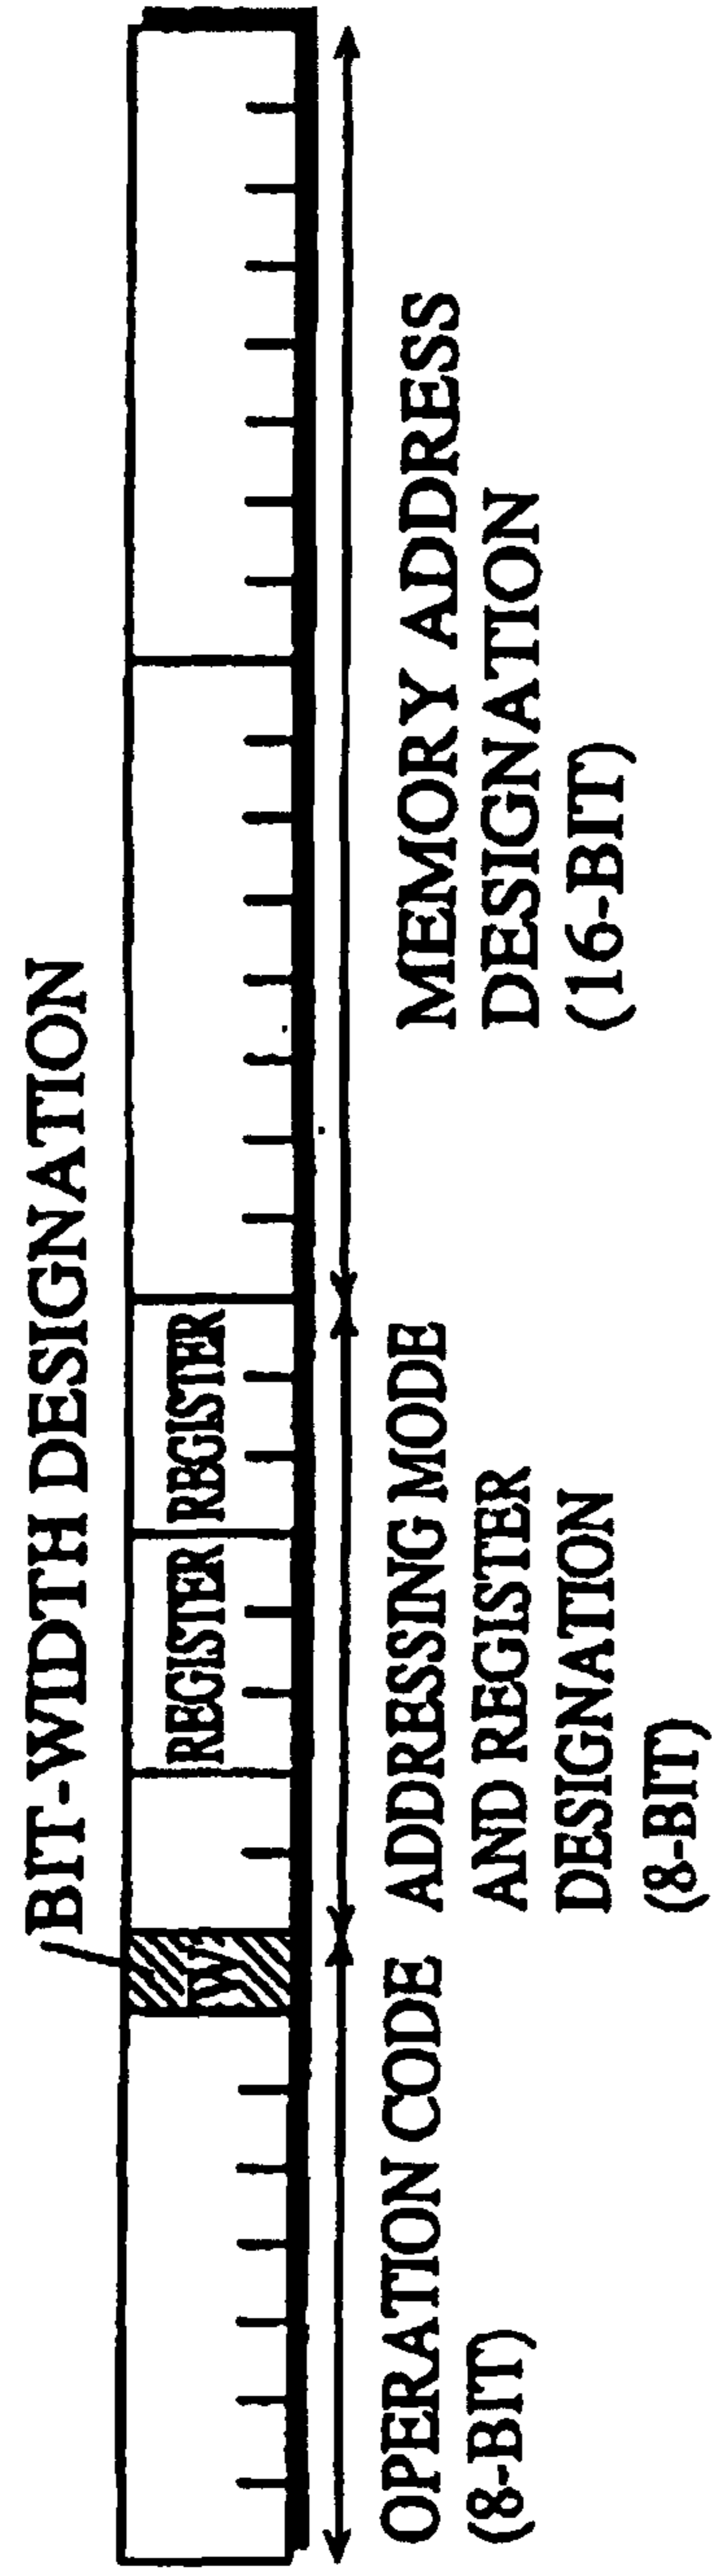 BIT-WIDTH DESIGNATION
W
REGISTER
REGISTER
OPERATION CODE
(8-BIT)
ADDRESSING MODE
AND REGISTER
DESIGNATION
(8-BIT)
MEMORY ADDRESS
DESIGNATION
(16-BIT)